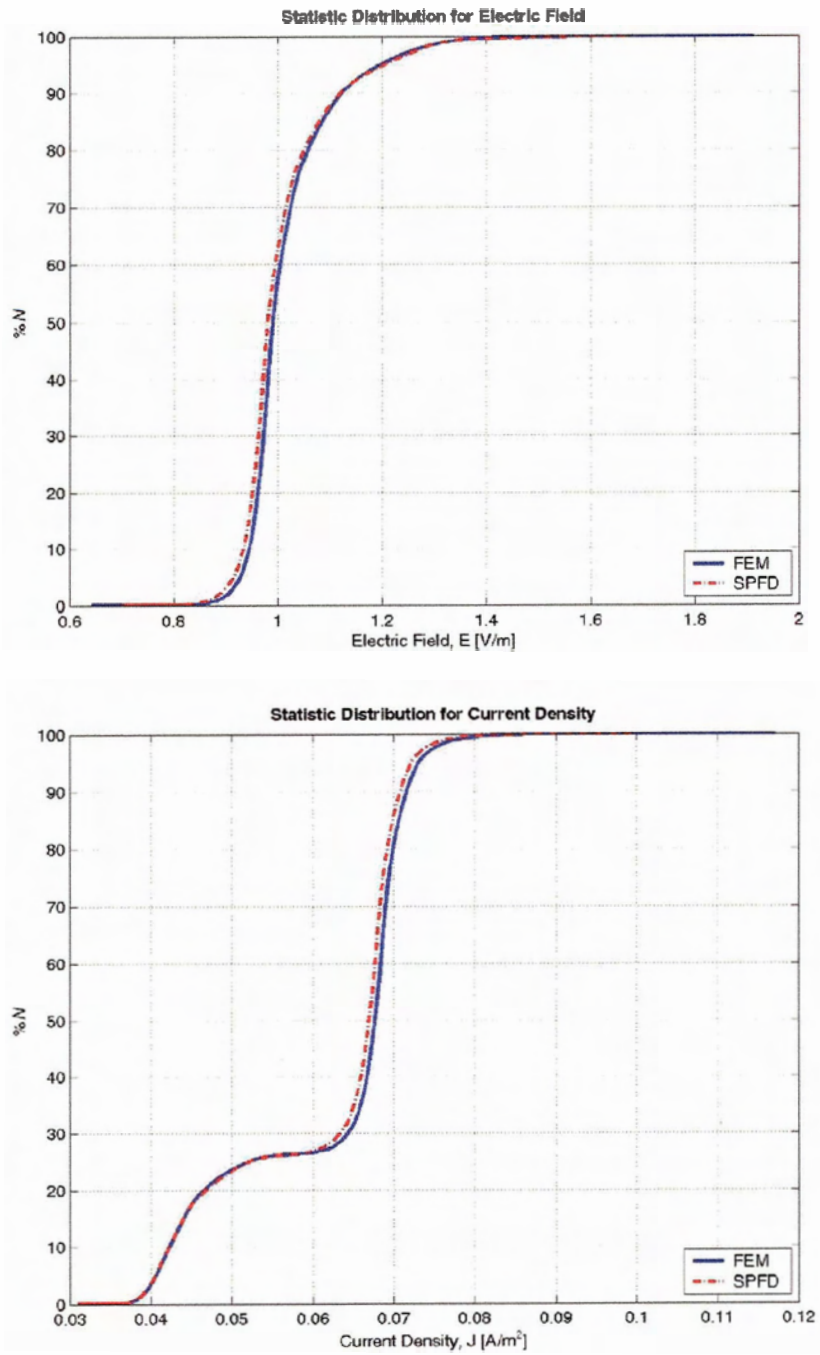 Statistic Distribution for Electric Field
100
90
80
70
60
50
40
30
20
10
0
% N
0.6 0.8 1 1.2 1.4 1.6 1.8 2
Electric Field, E [V/m]
FEM
SPFD
Statistic Distribution for Current Density
100
90
80
70
60
50
40
30
20
10
0
% N
0.03 0.04 0.05 0.06 0.07 0.08 0.09 0.1 0.11 0.12
Current Density, J [A/m²]
FEM
SPFD